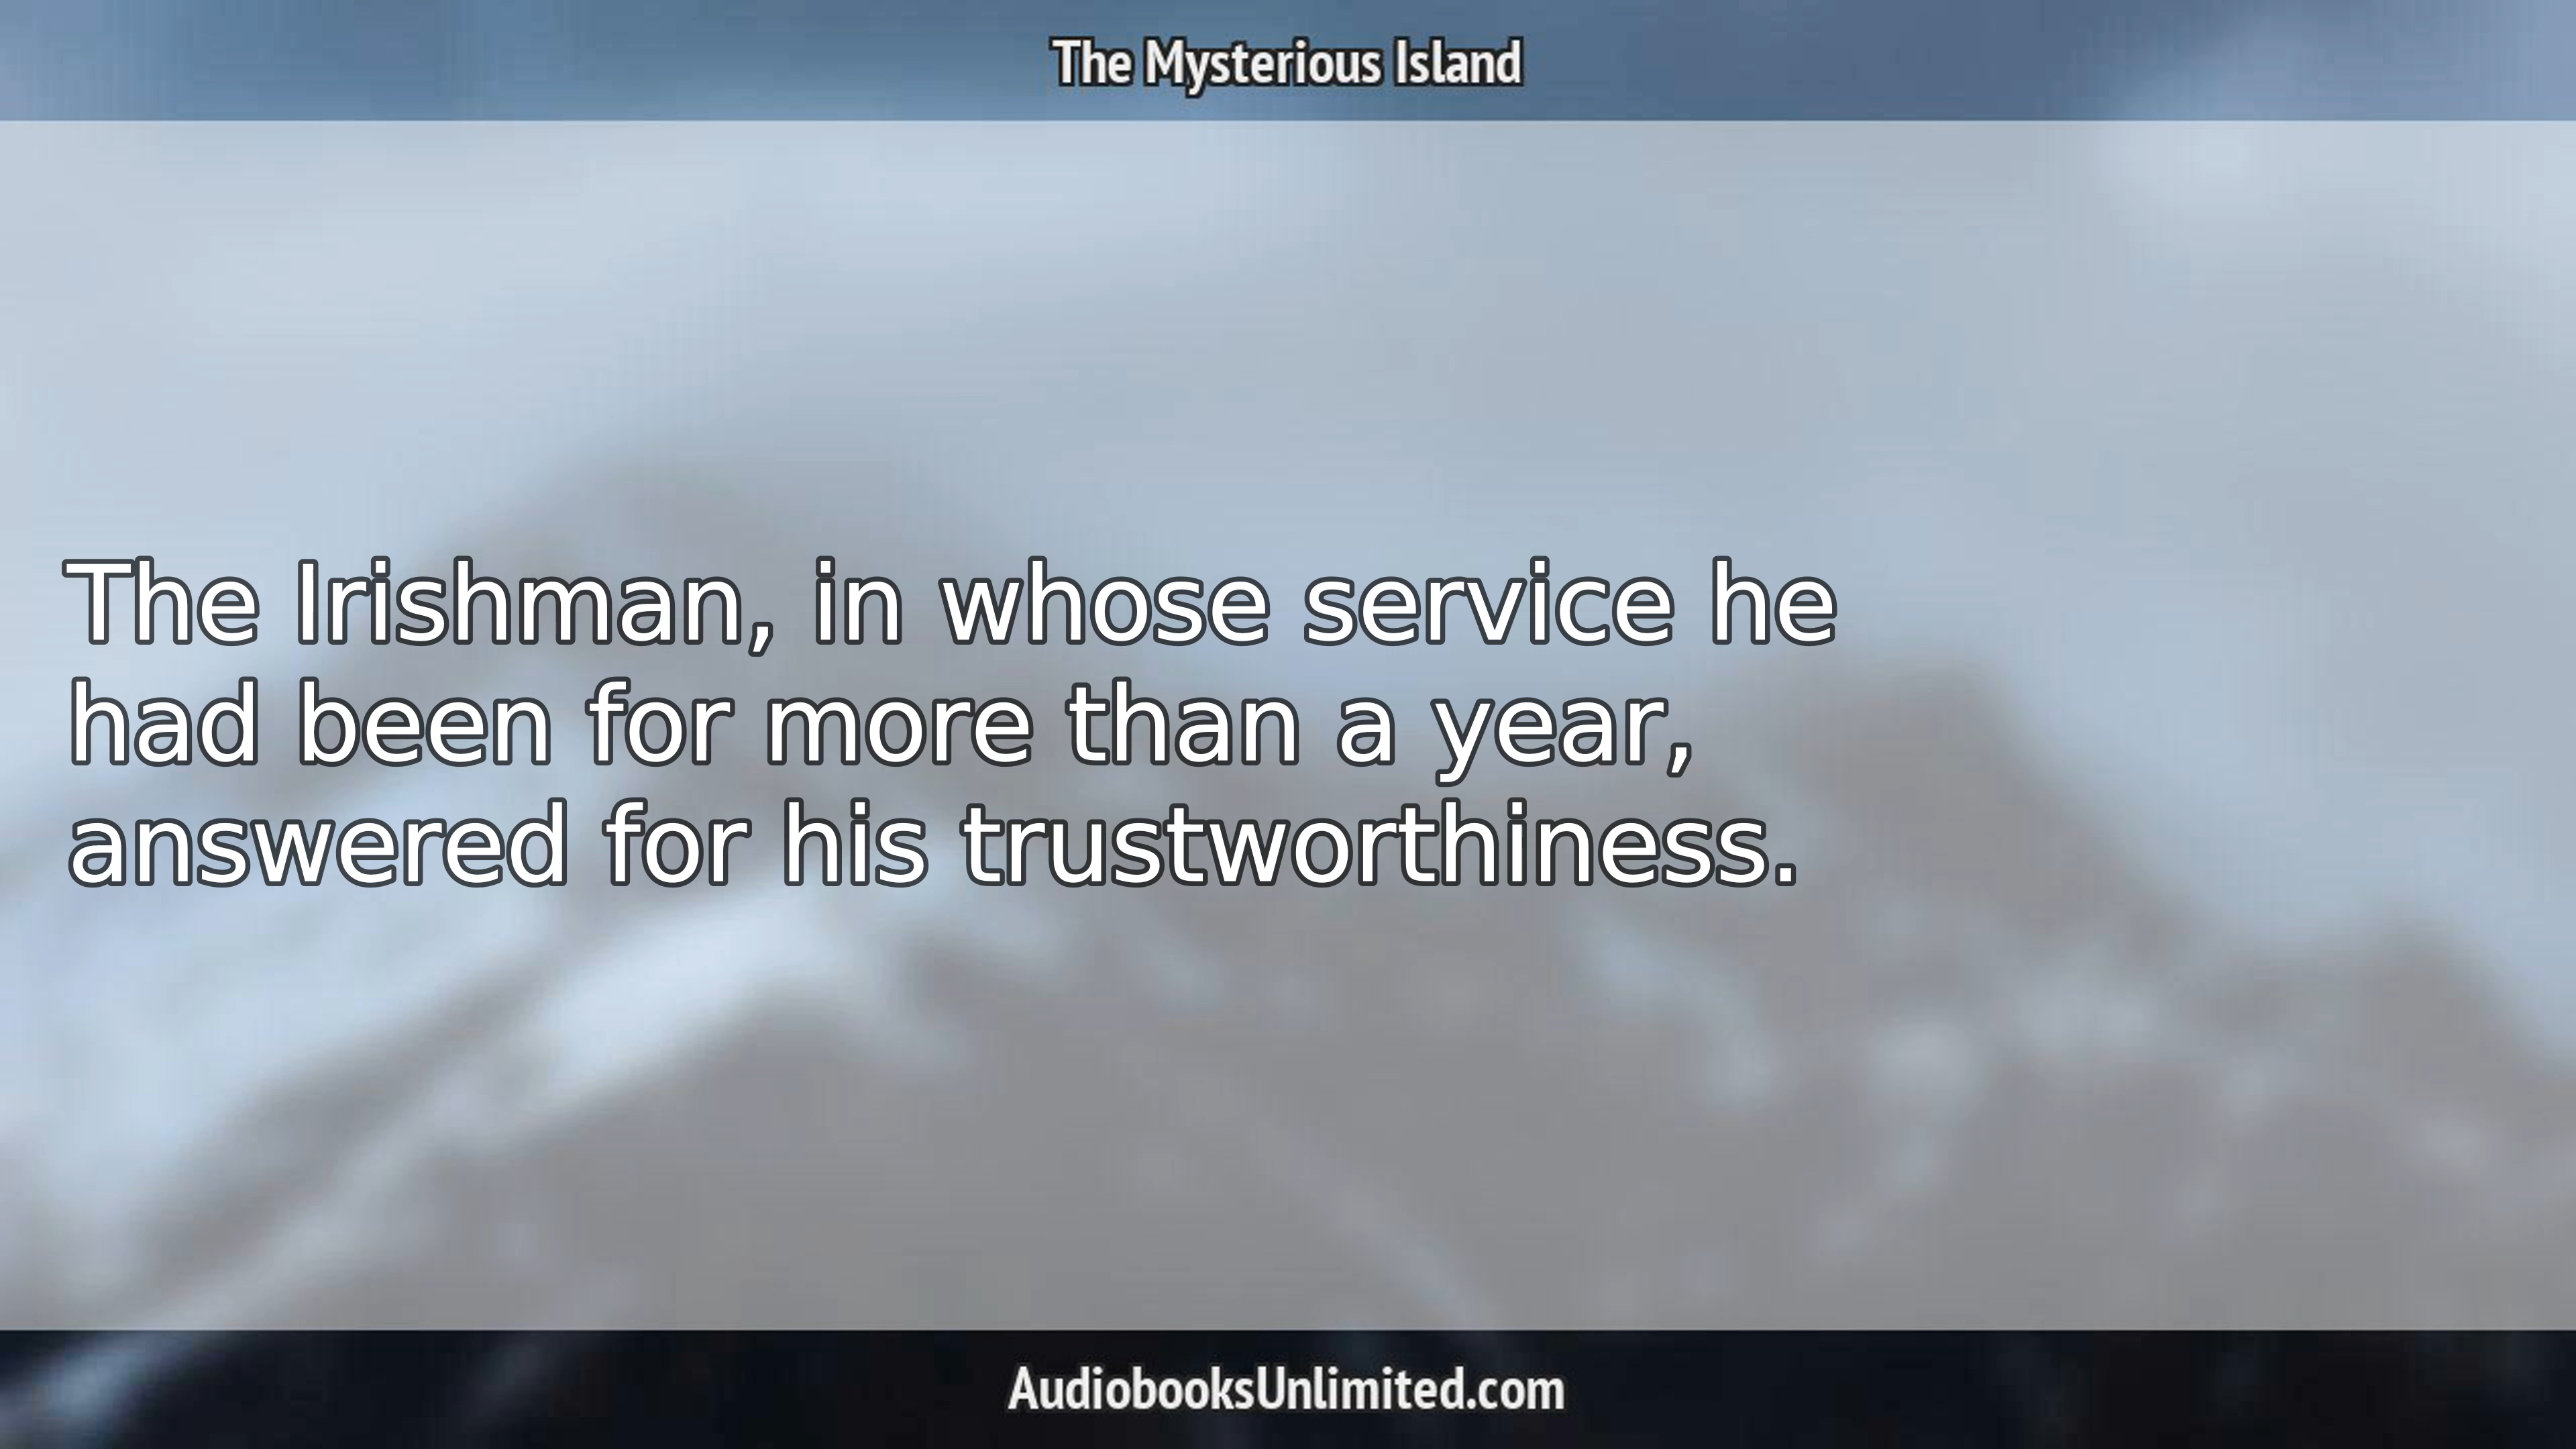 The Mysterious Island
The Irishman, in whose service he
had been for more than a year,
answered for his trustworthiness.
AudiobooksUnlimited.com